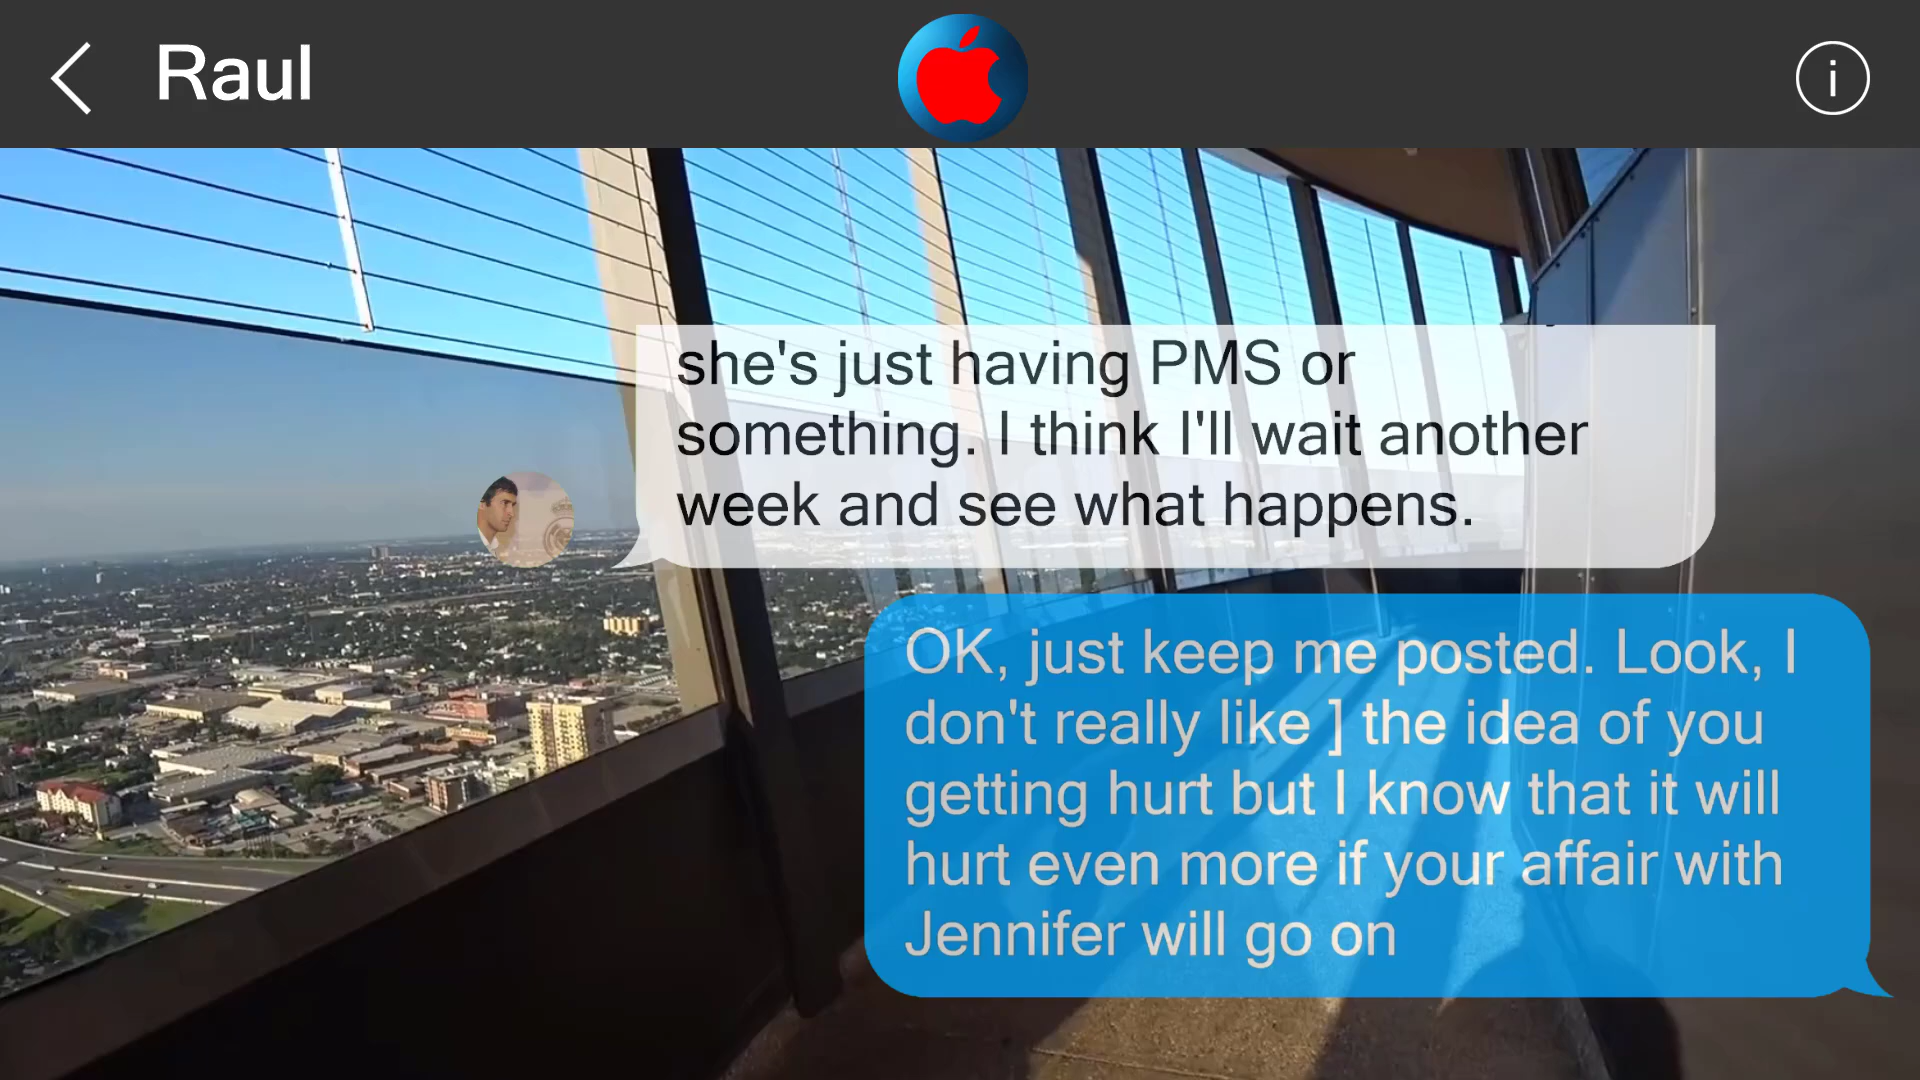 Raul
i
she's just having PMS or
something. I think I'll wait another
week and see what happens.
OK, just keep me posted. Look, I
don't really like ] the idea of you
getting hurt but I know that it will
hurt even more if your affair with
Jennifer will go on